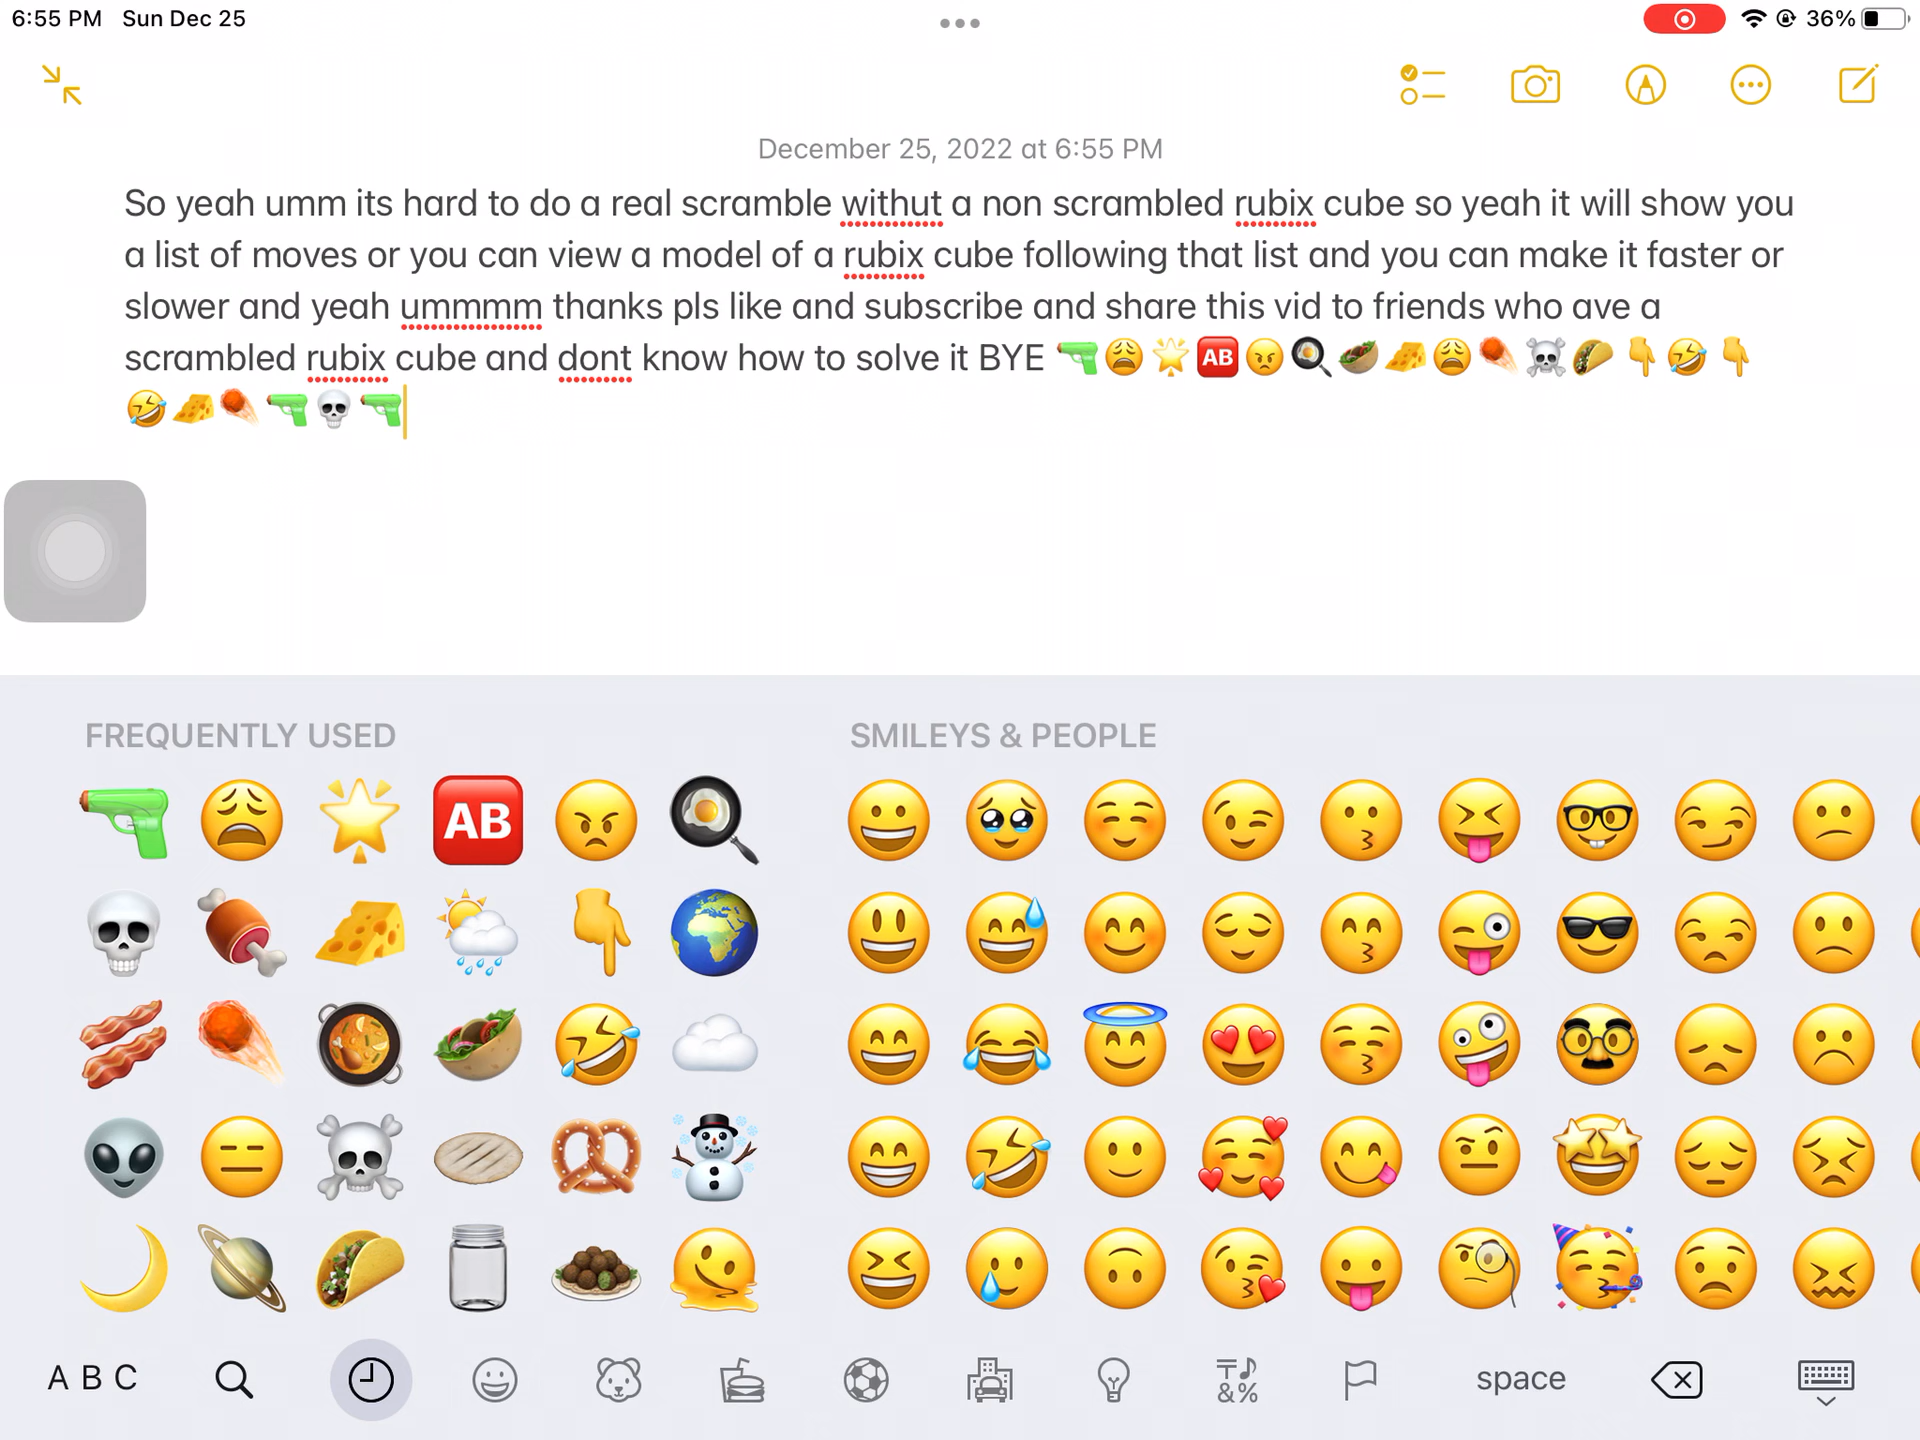 6:55 PM Sun Dec 25
36%
December 25, 2022 at 6:55 PM
So yeah umm its hard to do a real scramble withut a non scrambled rubix cube so yeah it will show you
a list of moves or you can view a model of a rubix cube following that list and you can make it faster or
slower and yeah ummmm thanks pls like and subscribe and share this vid to friends who ave a
scrambled rubix cube and dont know how to solve it BYE 🔫😩🌟🆎😠🍳🥙🧀😩☄️☠️🌮👇🤣👇
🤣🧀☄️🔫💀🔫
FREQUENTLY USED
SMILEYS & PEOPLE
AB
A B C
&%
space